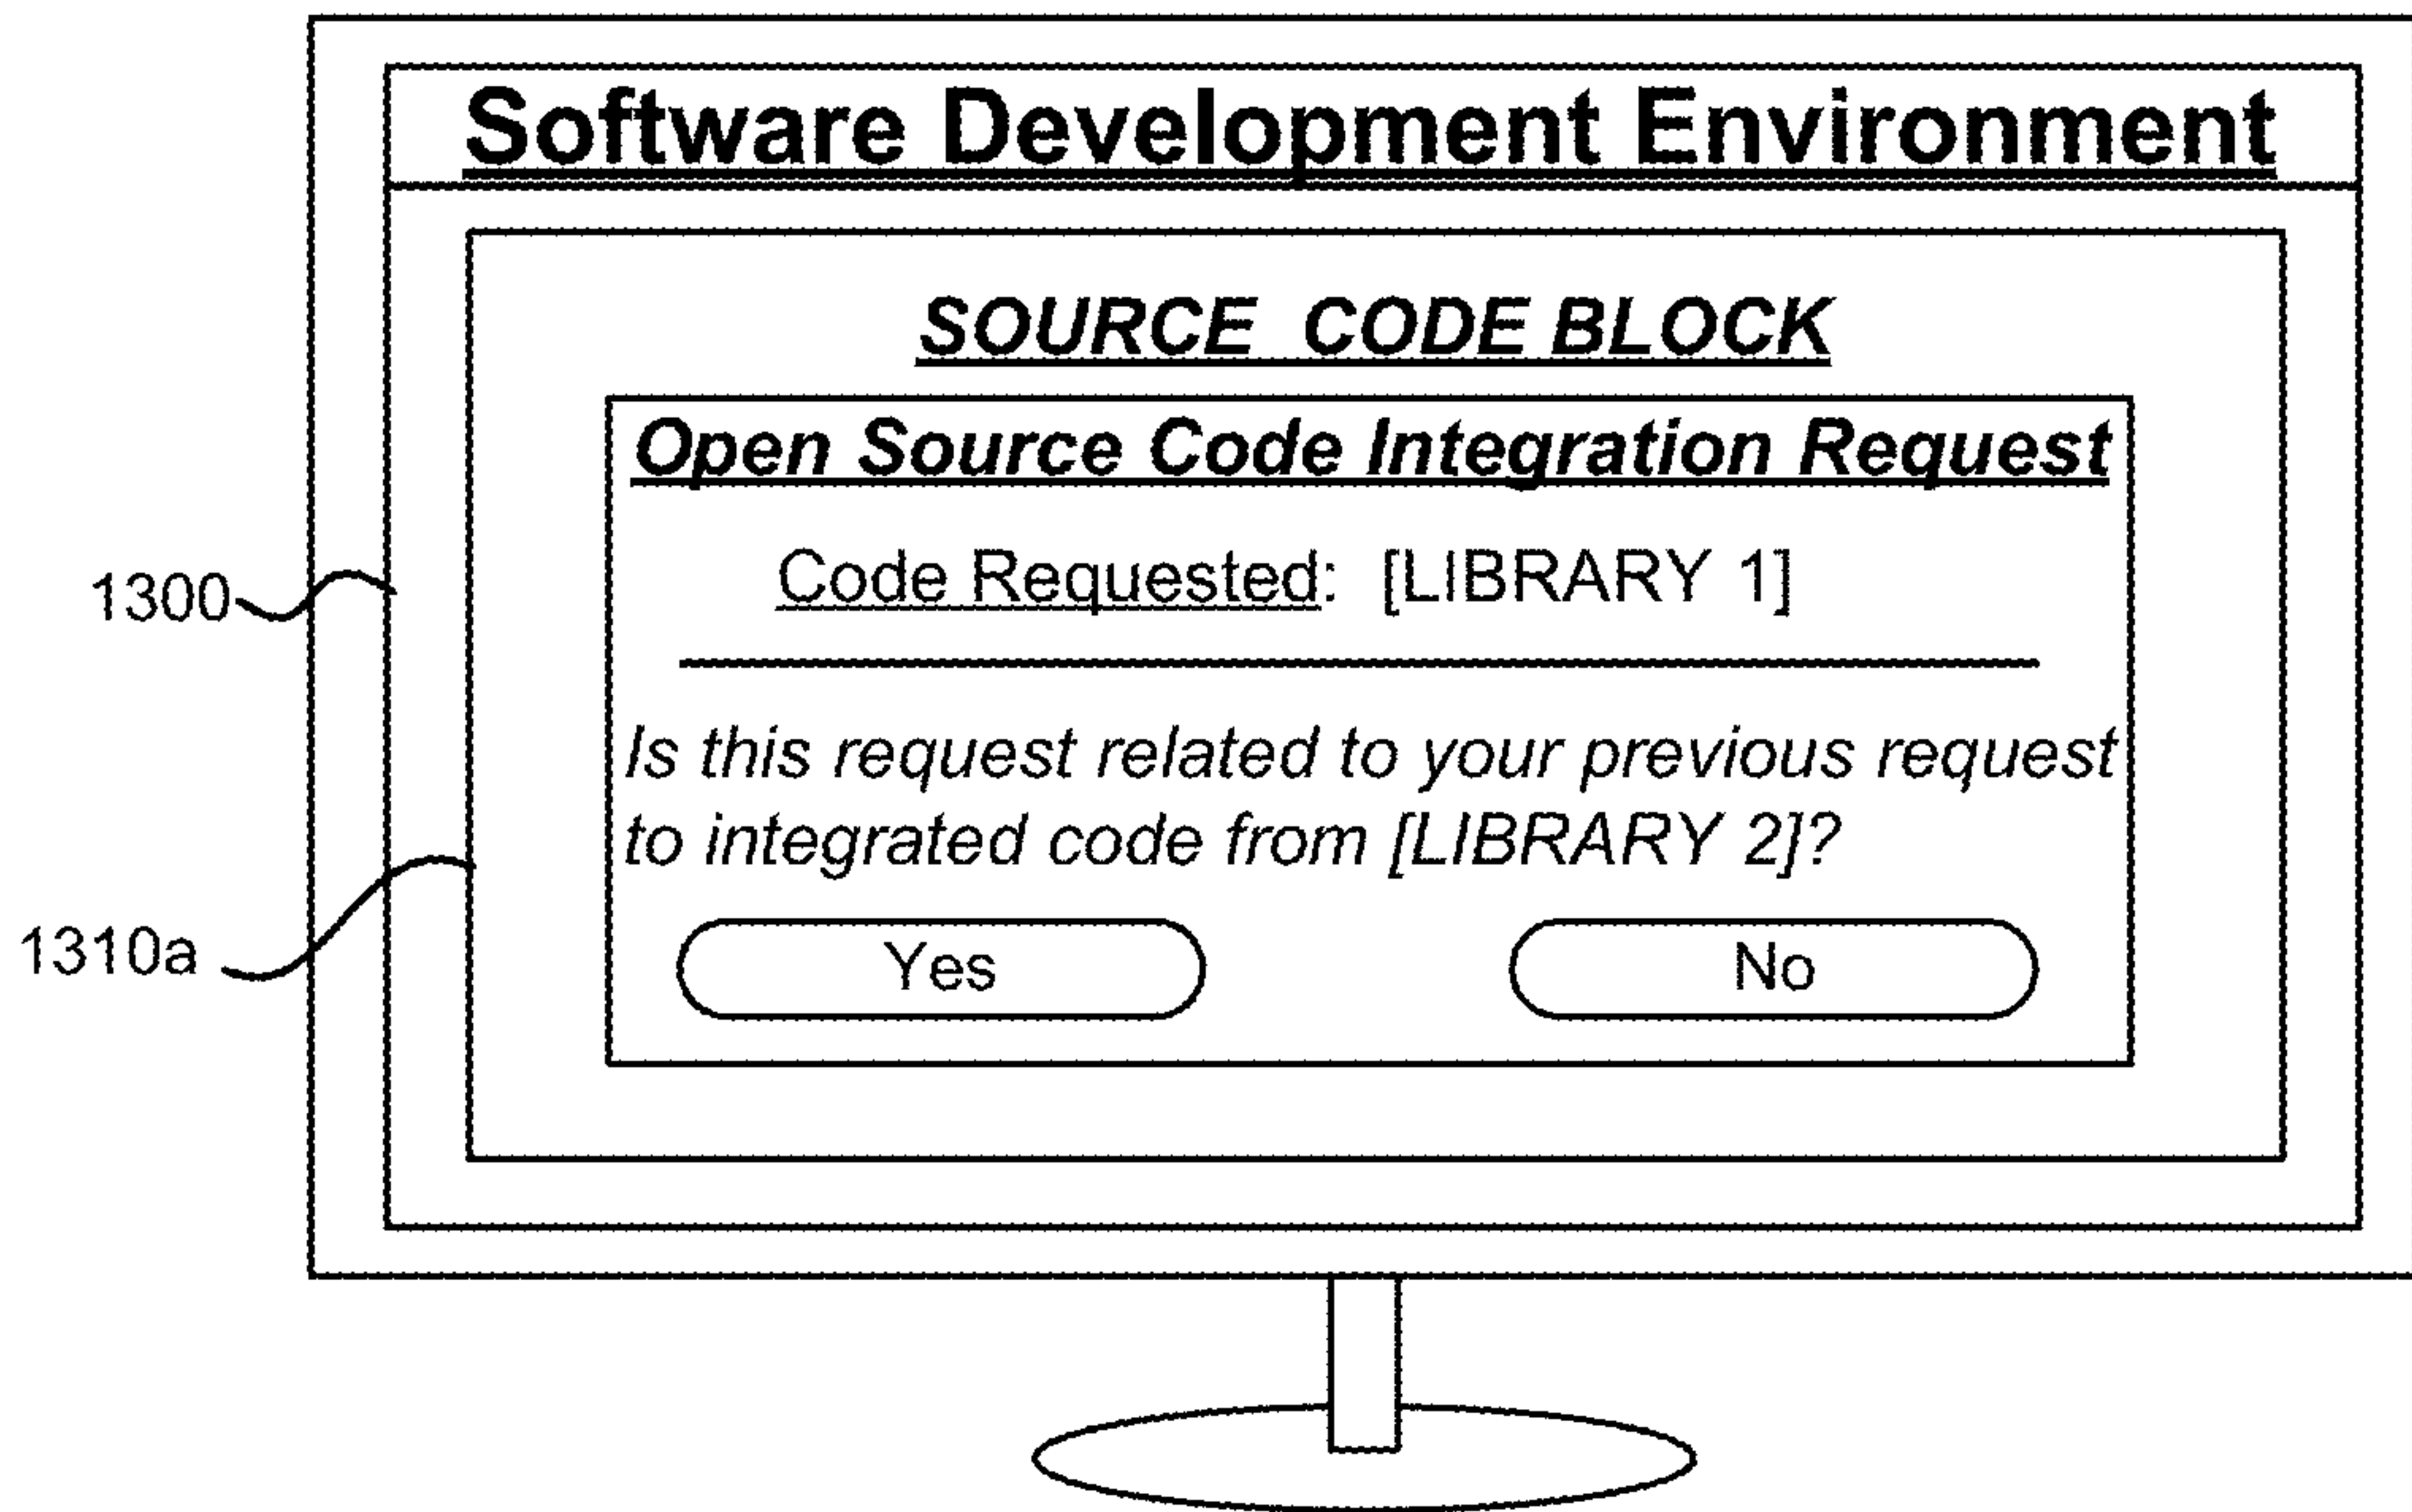 Software Development Environment
SOURCE CODE BLOCK
Open Source Code Integration Request
Code Requested: [LIBRARY 1]
1300
Is this request related to your previous request
to integrated code from [LIBRARY 2]?
1310a
Yes No